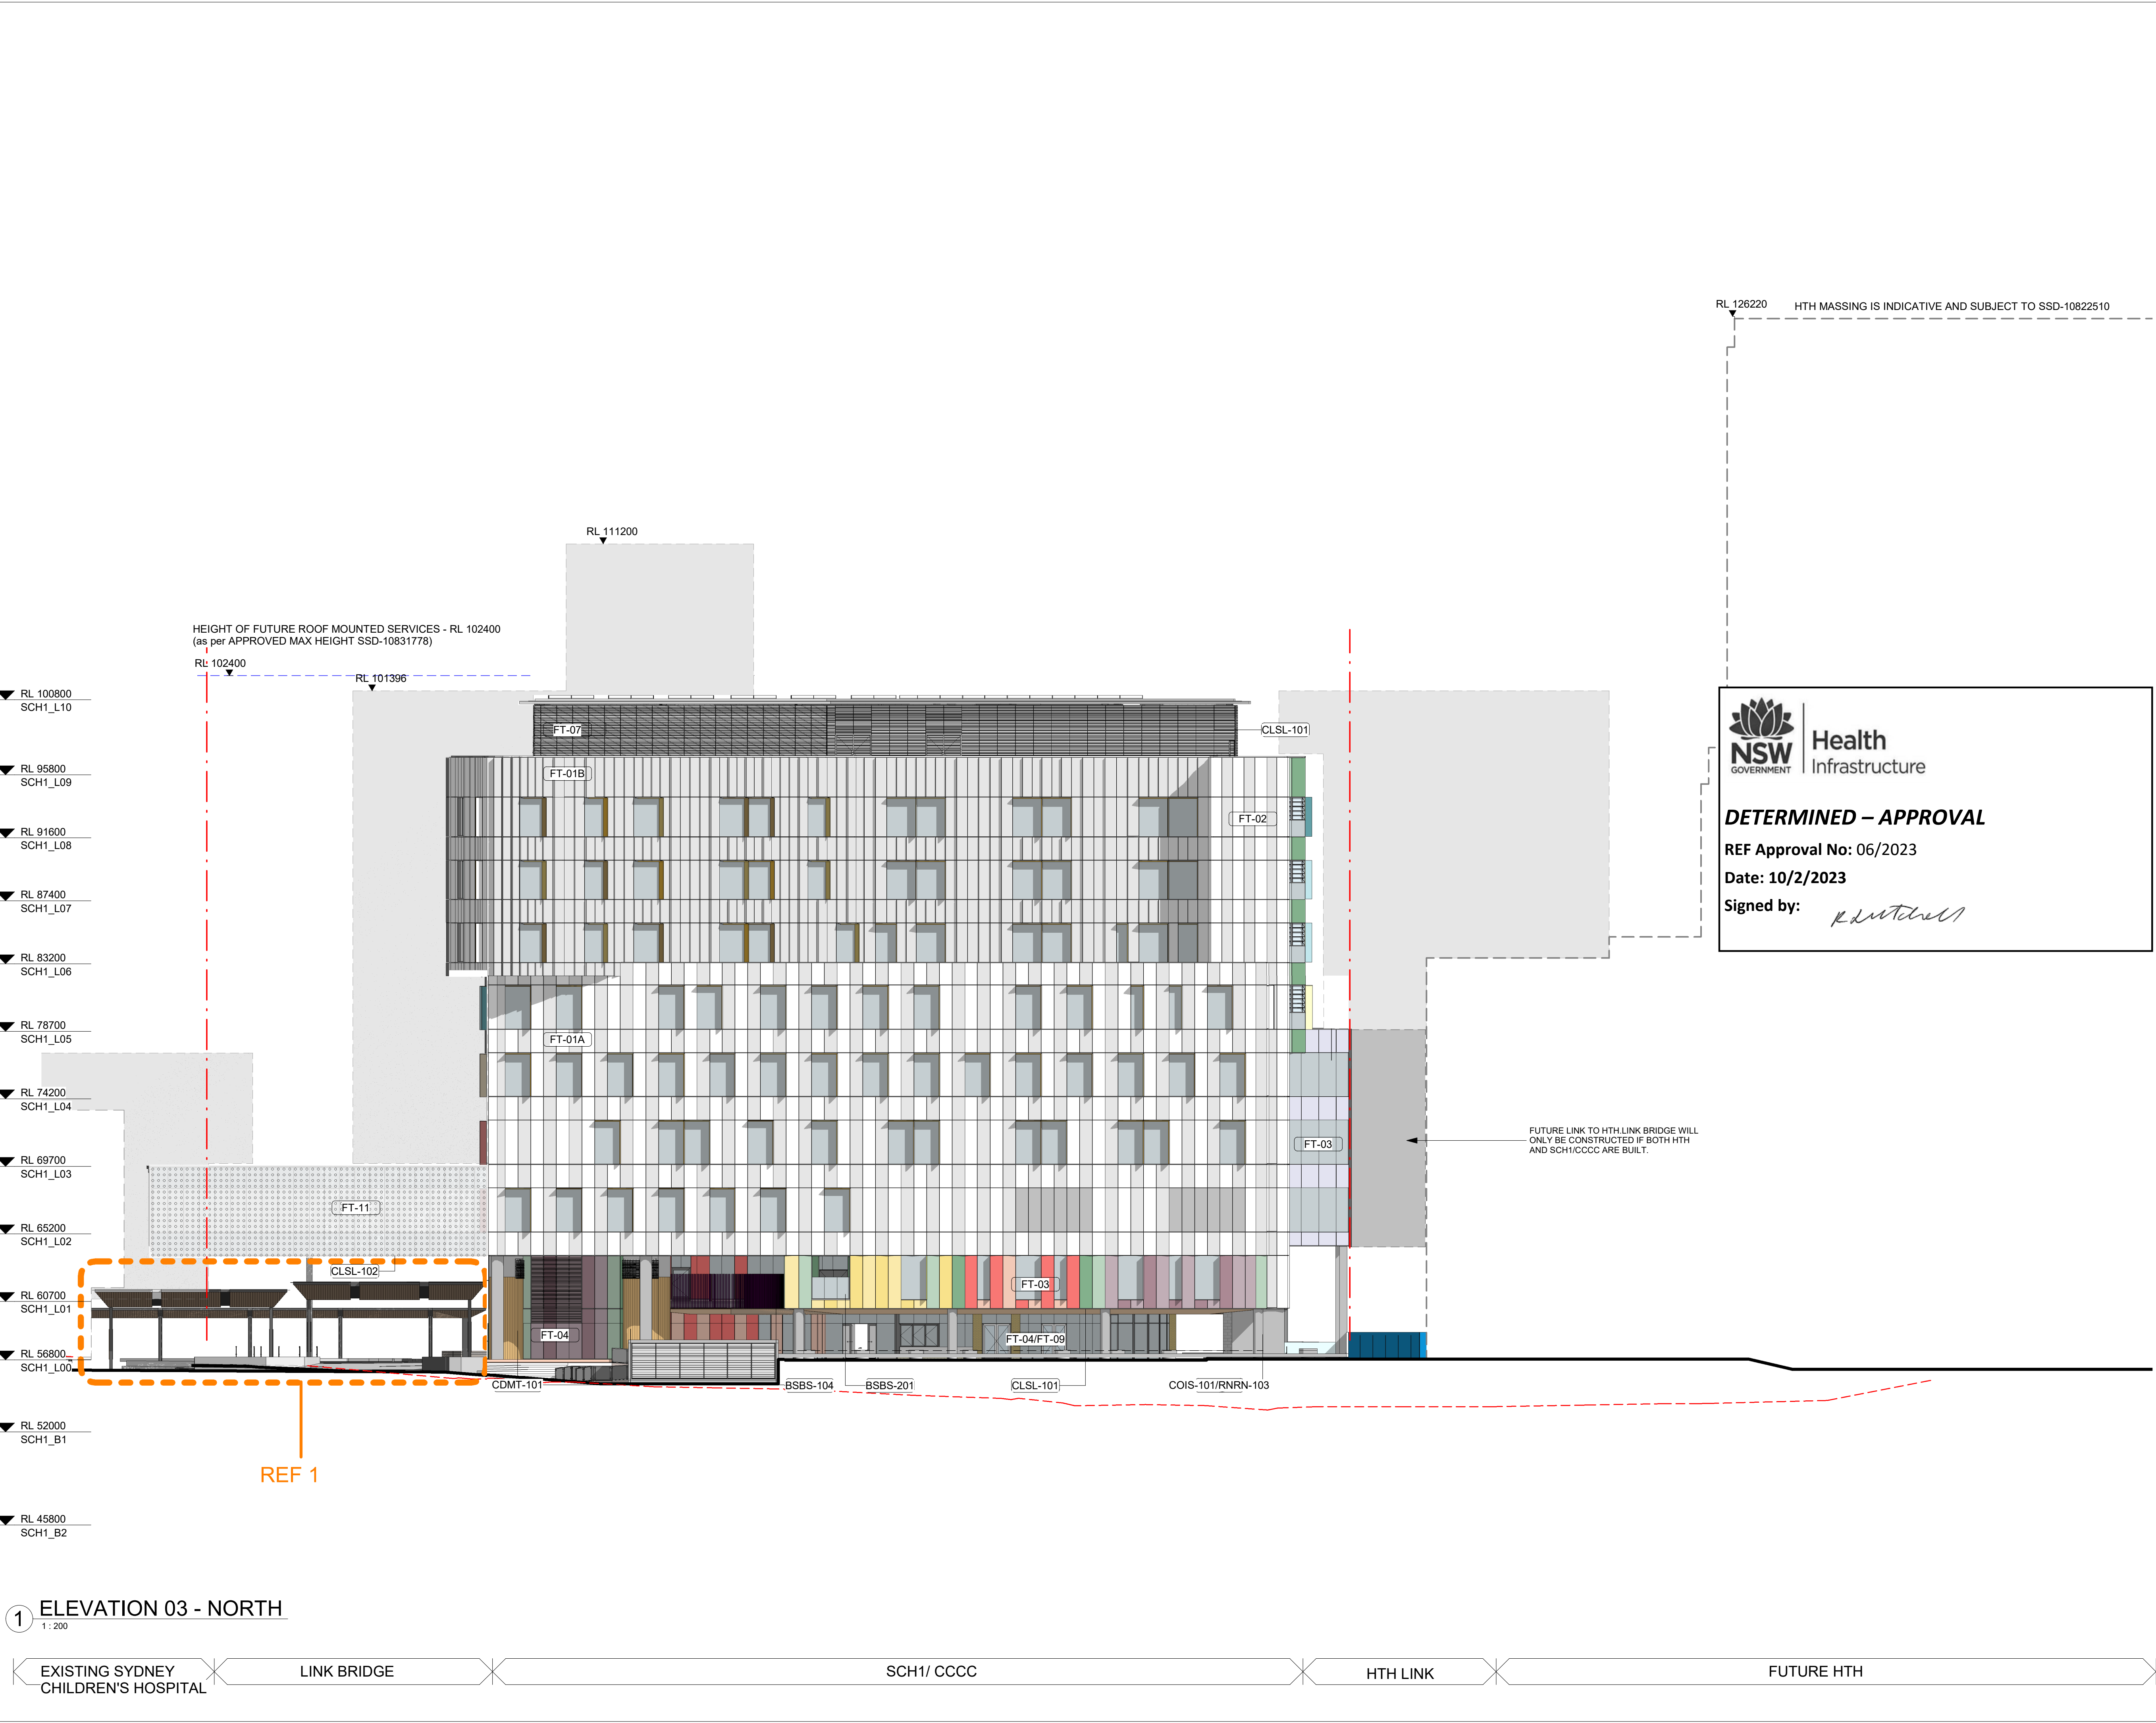 RL 126220
HTH MASSING IS INDICATIVE AND SUBJECT TO SSD-10822510
RL 111200
HEIGHT OF FUTURE ROOF MOUNTED SERVICES - RL 102400
(as per APPROVED MAX HEIGHT SSD-10831778)
RL 102400
RL 101396
RL 100800
SCH1_L10
RL 95800
SCH1_L09
RL 91600
SCH1_L08
RL 87400
SCH1_L07
RL 83200
SCH1_L06
RL 78700
SCH1_L05
RL 74200
SCH1_L04
RL 69700
SCH1_L03
RL 65200
SCH1_L02
RL 60700
SCH1_L01
RL 56800
SCH1_L00
RL 52000
SCH1_B1
RL 45800
SCH1_B2
FT-07
CLSL-101
FT-01B
FT-02
FT-01A
FT-03
FT-11
CLSL-102
FT-03
FT-04
FT-04/FT-09
CDMT-101
BSBS-104
BSBS-201
CLSL-101
COIS-101/RNRN-103
REF 1
FUTURE LINK TO HTH.LINK BRIDGE WILL
ONLY BE CONSTRUCTED IF BOTH HTH
AND SCH1/CCCC ARE BUILT.
NSW
GOVERNMENT
Health
Infrastructure
DETERMINED – APPROVAL
REF Approval No: 06/2023
Date: 10/2/2023
Signed by:
1
ELEVATION 03 - NORTH
1 : 200
EXISTING SYDNEY
CHILDREN'S HOSPITAL
LINK BRIDGE
SCH1/ CCCC
HTH LINK
FUTURE HTH